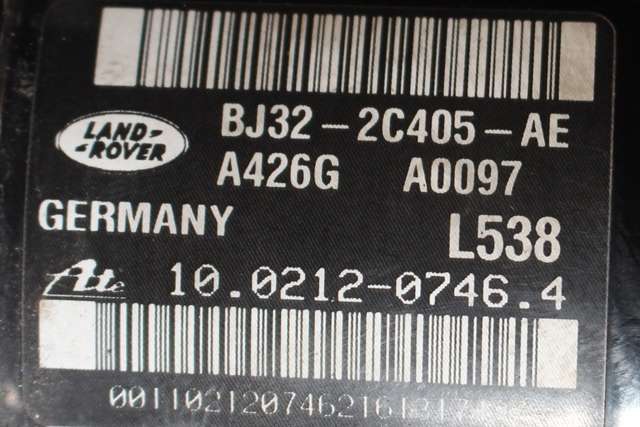 LAND-
-ROVER
BJ32-2C405-AE
A426G A0097
GERMANY L538
Ate 10.0212-0746.4